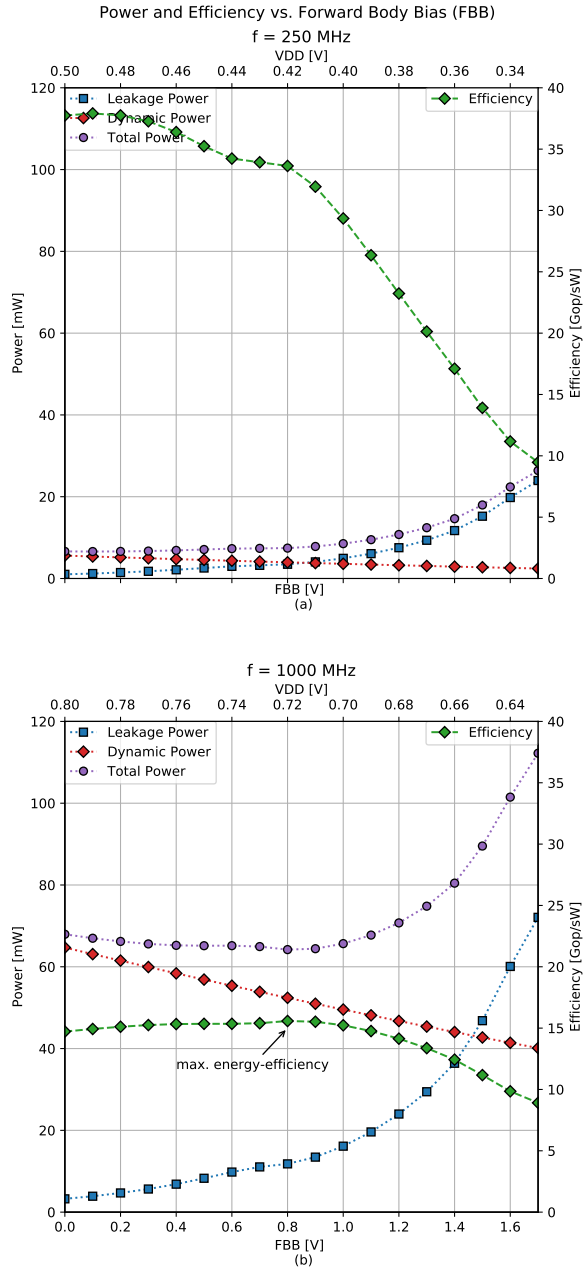 Power and Efficiency vs. Forward Body Bias (FBB)
f = 250 MHz
VDD [V]
0.50 0.48 0.46 0.44 0.42 0.40 0.38 0.36 0.34
120
100
80
60
40
20
0
Power [mW]
Leakage Power
Dynamic Power
Total Power
Efficiency
40
35
30
25
20
15
10
5
0
Efficiency [Gop/sW]
FBB [V]
(a)
f = 1000 MHz
VDD [V]
0.80 0.78 0.76 0.74 0.72 0.70 0.68 0.66 0.64
120
100
80
60
40
20
0
Power [mW]
Leakage Power
Dynamic Power
Total Power
Efficiency
max. energy-efficiency
40
35
30
25
20
15
10
5
0
Efficiency [Gop/sW]
0.0 0.2 0.4 0.6 0.8 1.0 1.2 1.4 1.6
FBB [V]
(b)